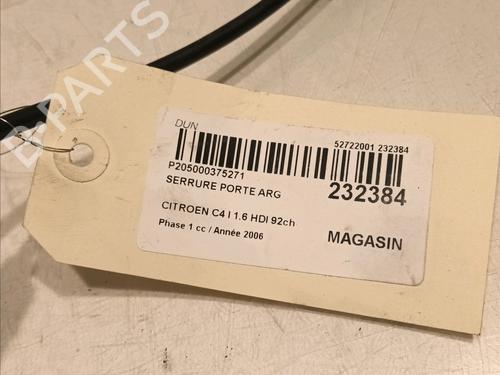 DUN
52722001 232384
P205000375271
SERRURE PORTE ARG
232384
CITROEN C4 I 1.6 HDI 92ch
Phase 1 cc / Année 2006
MAGASIN
B-PARTS